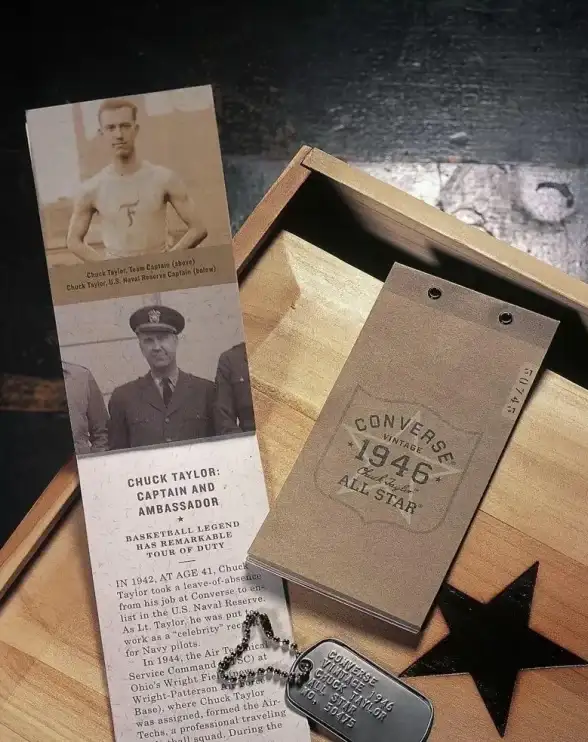 F
Chuck Taylor, Team Captain (above)
Chuck Taylor, U.S. Naval Reserve Captain (below)
CHUCK TAYLOR:
CAPTAIN AND
AMBASSADOR
BASKETBALL LEGEND
HAS REMARKABLE
TOUR OF DUTY
IN 1942, AT AGE 41, Chuck
Taylor took a leave-of-absence
from his job at Converse to en-
list in the U.S. Naval Reserve.
As Lt. Taylor, he was put
work as a "celebrity"
for Navy pilots.
In 1944, the Air
Service Command SC) at
Ohio's Wright Fiel
Wright-Patterson
Base), where Chuck Taylor
was assigned, formed the Air-
Techs, a professional traveling
squad. During the
50745
CONVERSE
VINTAGE
1946
Chuck Taylor
ALL STAR
CONVERSE
VINTAGE 1946
CHUCK TAYLOR
ALL STAR
NO. 30475